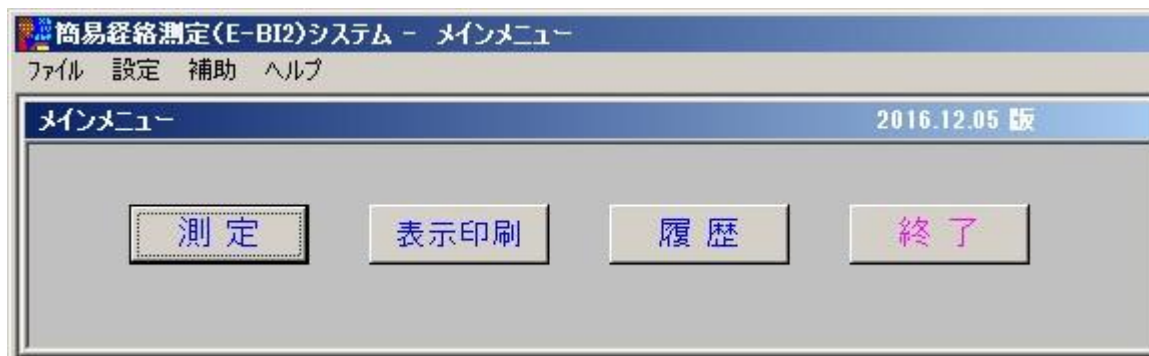 簡易経絡測定(E-BI2)システム - メインメニュー
ファイル 設定 補助 ヘルプ
メインメニュー 2016.12.05 版
測 定 表示印刷 履 歴 終 了